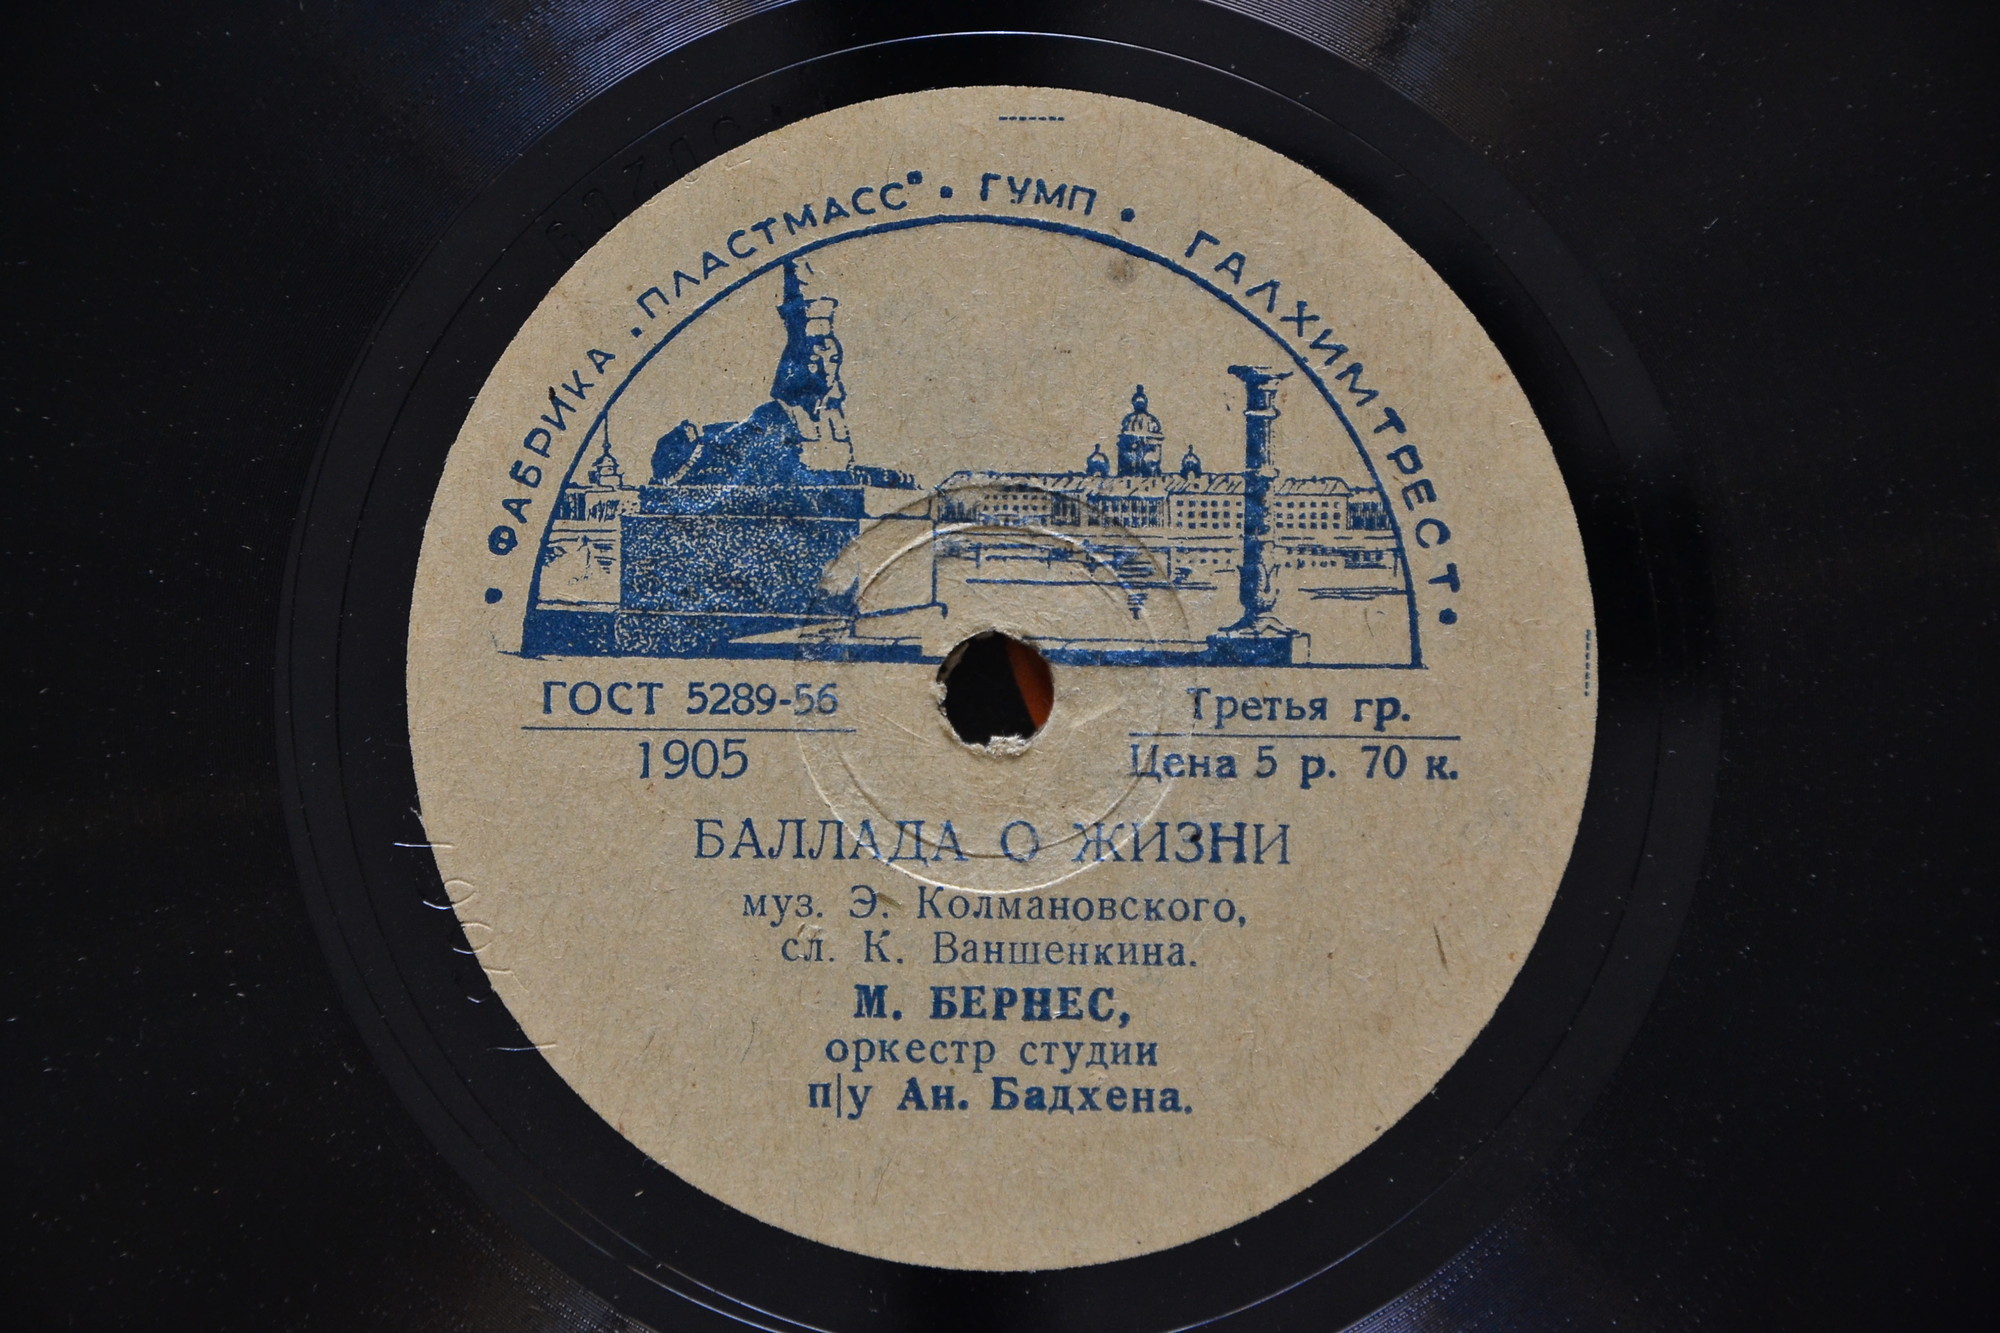 • ФАБРИКА „ПЛАСТМАСС" • ГУМП • ГАЛХИМТРЕСТ •
ГОСТ 5289-56
1905
Третья гр.
Цена 5 р. 70 к.
БАЛЛАДА О ЖИЗНИ
муз. Э. Колмановского,
сл. К. Ваншенкина.
М. БЕРНЕС,
оркестр студии
п|у Ан. Бадхена.